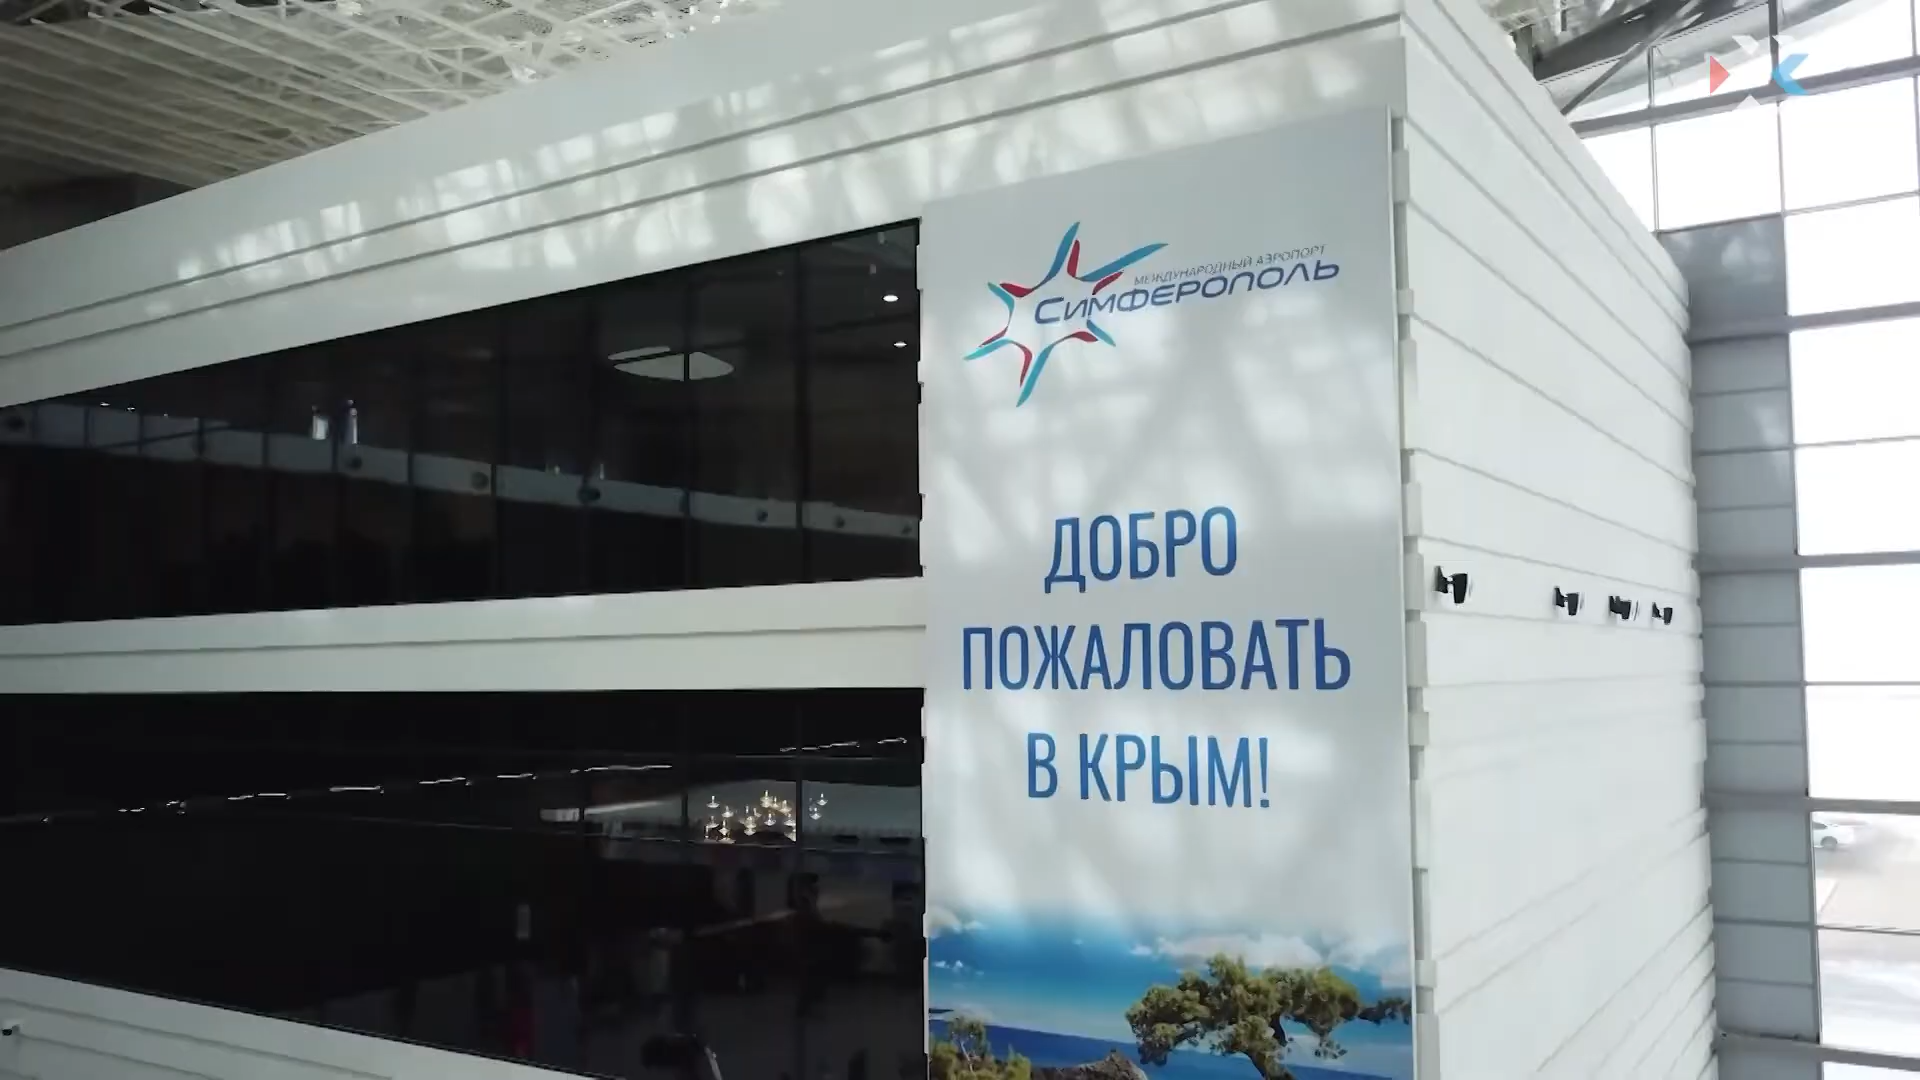 МЕЖДУНАРОДНЫЙ АЭРОПОРТ
СИМФЕРОПОЛЬ
ДОБРО
ПОЖАЛОВАТЬ
В КРЫМ!